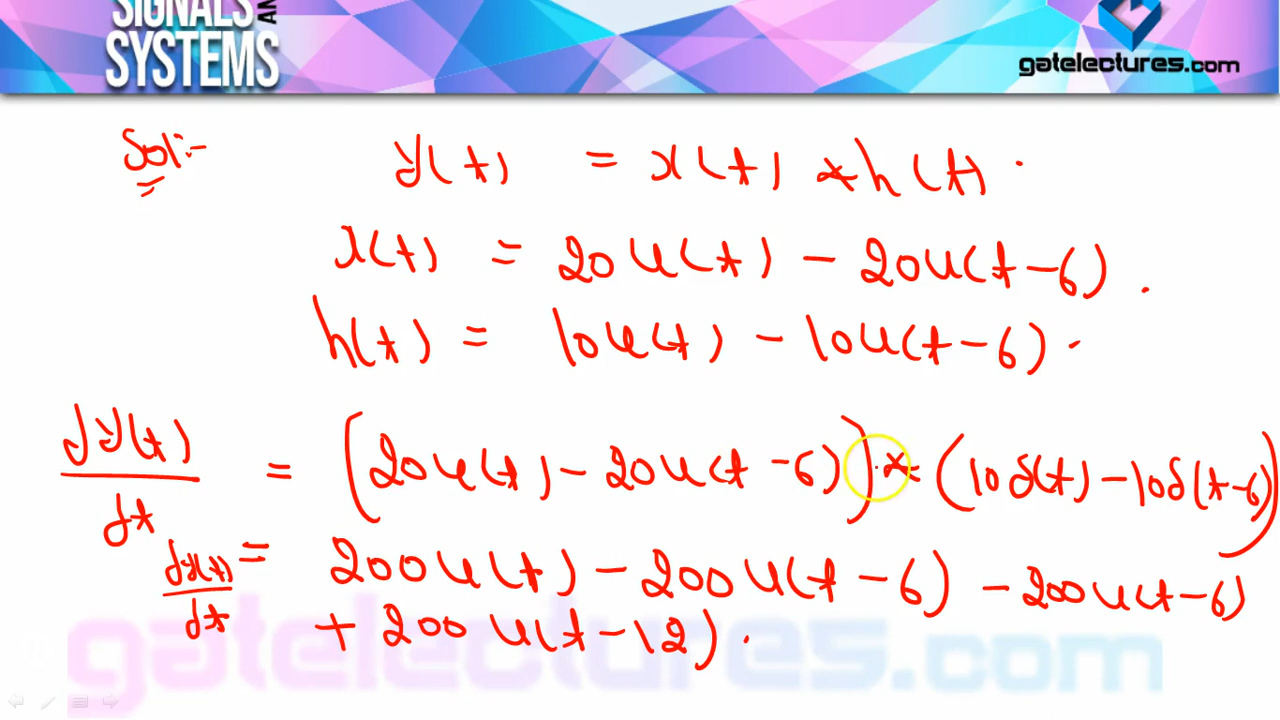 SIGNALS AND
SYSTEMS
gatelectures.com
Sol:-
y(t) = x(t) * h(t).
x(t) = 20u(t) - 20u(t-6).
h(t) = 10u(t) - 10u(t-6).
dy(t)/dt = (20u(t) - 20u(t-6)) * (10δ(t) - 10δ(t-6))
dy(t)/dt = 200u(t) - 200u(t-6) - 200u(t-6)
+ 200u(t-12).
gatelectures.com